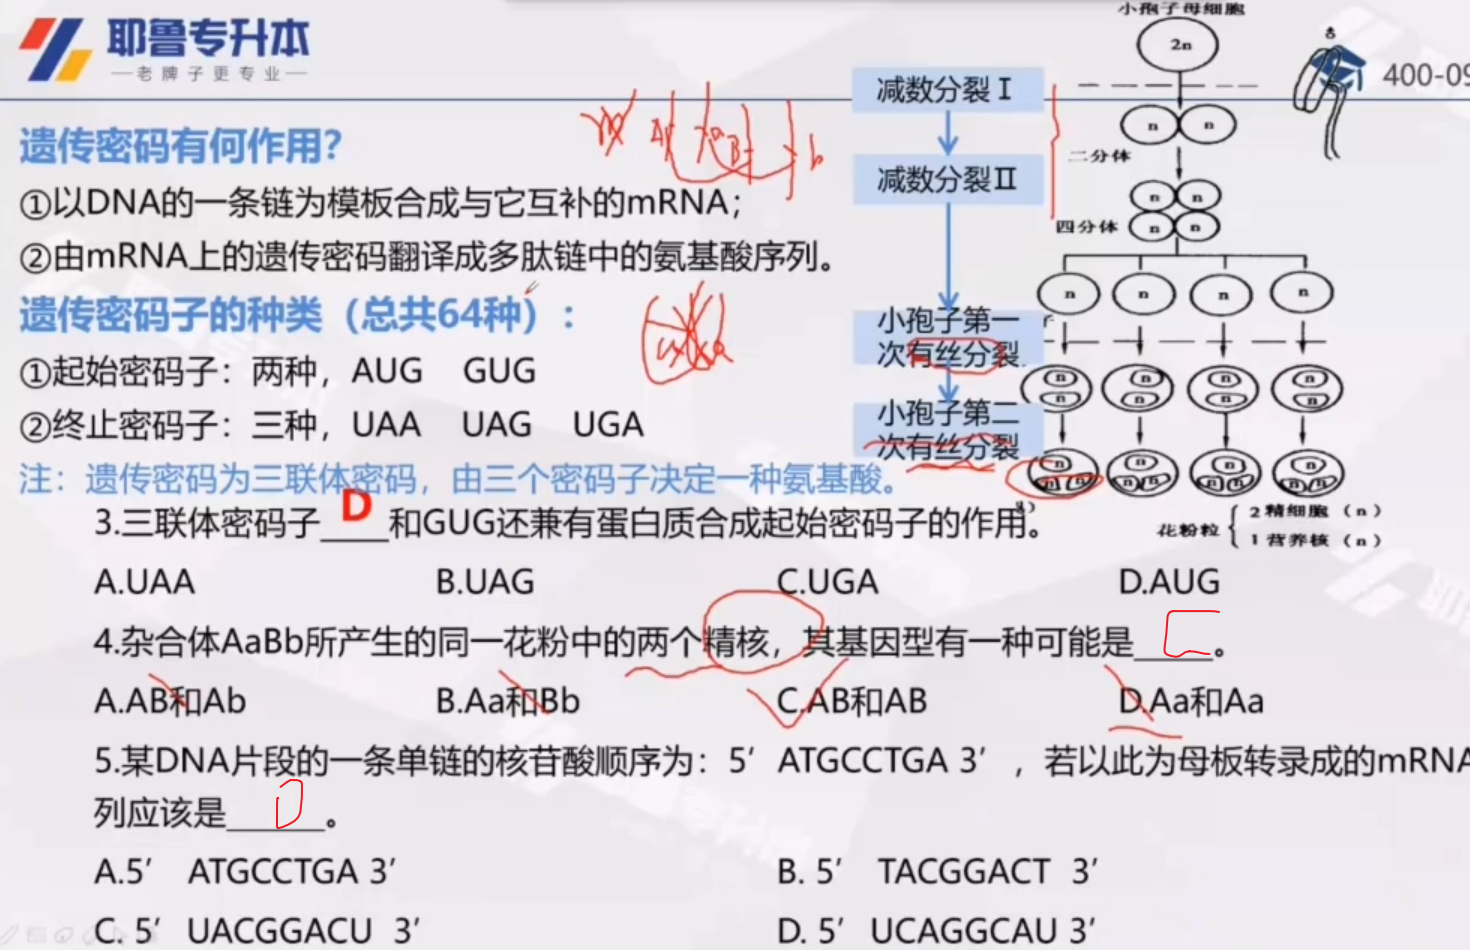 耶鲁专升本
老牌子更专业
400-09
遗传密码有何作用?
①以DNA的一条链为模板合成与它互补的mRNA；
②由mRNA上的遗传密码翻译成多肽链中的氨基酸序列。
遗传密码子的种类（总共64种）：
①起始密码子：两种，AUG GUG
②终止密码子：三种，UAA UAG UGA
注：遗传密码为三联体密码，由三个密码子决定一种氨基酸。
减数分裂Ⅰ
减数分裂Ⅱ
小孢子第一
次有丝分裂
小孢子第二
次有丝分裂
小孢子母细胞
2n
n n
二分体
n n
四分体
n n
n n n n
n n n n
n n n n
n n n n
n n n n n n n n
花粉粒
2精细胞（n）
1营养核（n）
♂
3.三联体密码子 D 和GUG还兼有蛋白质合成起始密码子的作用。
A.UAA B.UAG C.UGA D.AUG
4.杂合体AaBb所产生的同一花粉中的两个精核，其基因型有一种可能是_____。
A.AB和Ab B.Aa和Bb C.AB和AB D.Aa和Aa
5.某DNA片段的一条单链的核苷酸顺序为：5′ ATGCCTGA 3′，若以此为母板转录成的mRNA
列应该是______。
A.5′ ATGCCTGA 3′ B. 5′ TACGGACT 3′
C. 5′ UACGGACU 3′ D. 5′ UCAGGCAU 3′